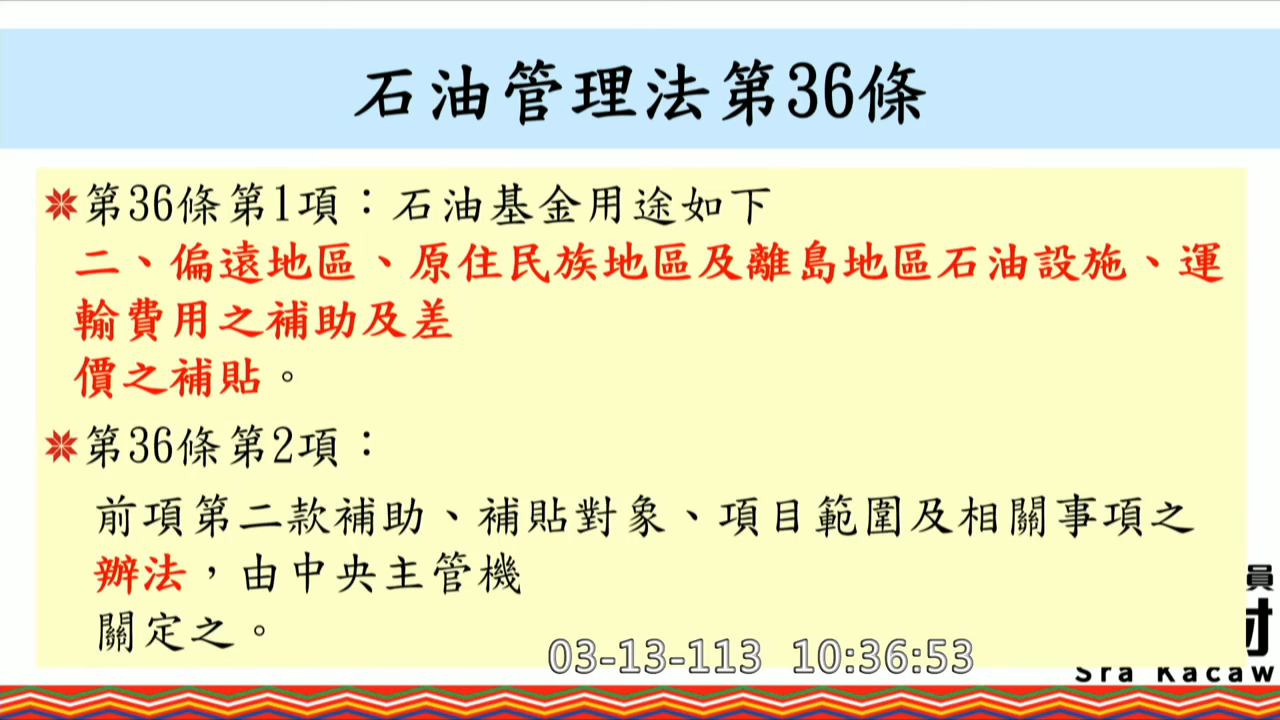 石油管理法第36條
第36條第1項：石油基金用途如下
二、偏遠地區、原住民族地區及離島地區石油設施、運
輸費用之補助及差
價之補貼。
第36條第2項：
前項第二款補助、補貼對象、項目範圍及相關事項之
辦法，由中央主管機
關定之。
員
03-13-113 10:36:53
Sra Kacaw